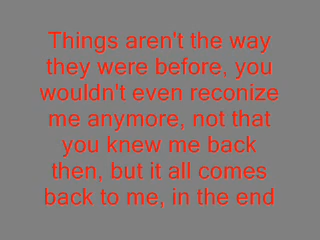 Things aren't the way
they were before, you
wouldn't even reconize
me anymore, not that
you knew me back
then, but it all comes
back to me, in the end